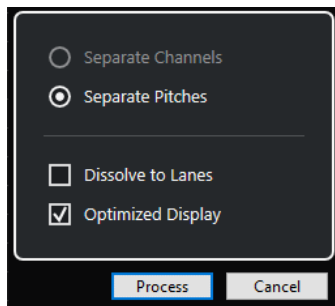 Separate Channels
Separate Pitches
Dissolve to Lanes
Optimized Display
Process Cancel